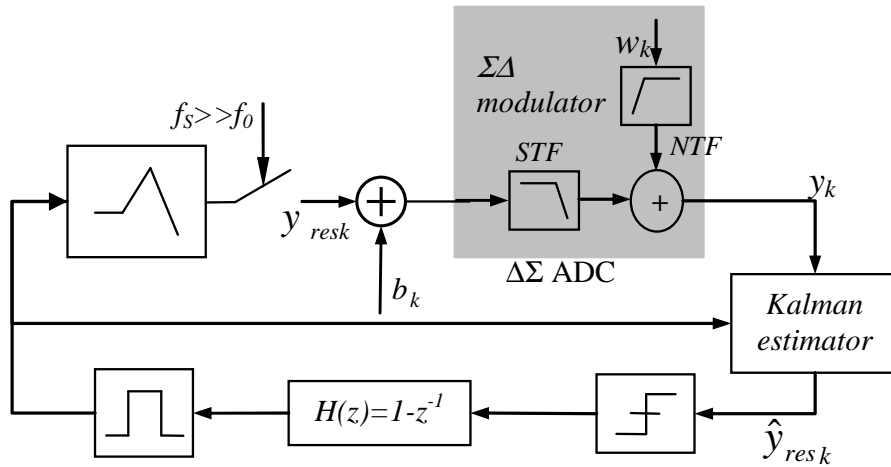 w_k
ΣΔ
modulator
f_S>>f_0
STF
NTF
y_k
y_resk
+
+
ΔΣ ADC
b_k
Kalman
estimator
H(z)=1-z^-1
ŷ_res k